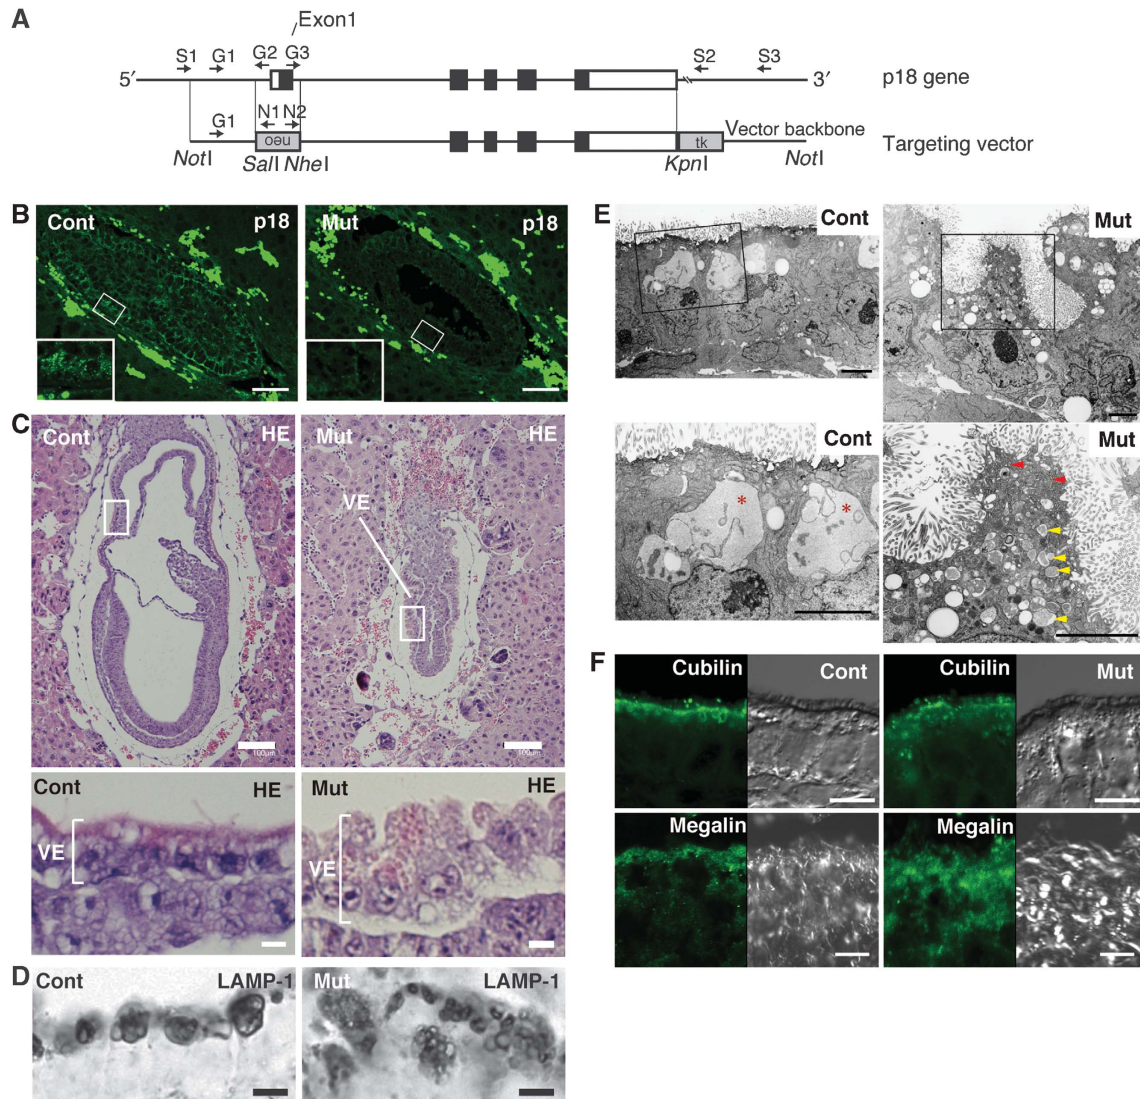 A
Exon1
S1 G1 G2 G3 S2 S3
5′ 3′ p18 gene
G1 N1 N2 Vector backbone
neo tk Targeting vector
NotI SalI NheI KpnI NotI
B
Cont p18
Mut p18
C
Cont HE
100μm
Mut HE
VE
100μm
Cont HE
VE
Mut HE
VE
D
Cont LAMP-1
Mut LAMP-1
E
Cont
Mut
Cont
* *
Mut
F
Cubilin Cont
Cubilin Mut
Megalin
Megalin